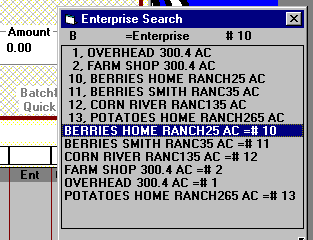 Enterprise Search
B =Enterprise # 10
Amount
0.00
1, OVERHEAD 300.4 AC
2, FARM SHOP 300.4 AC
10, BERRIES HOME RANCH25 AC
11, BERRIES SMITH RANC35 AC
12, CORN RIVER RANC135 AC
13, POTATOES HOME RANCH265 AC
BERRIES HOME RANCH25 AC =# 10
BERRIES SMITH RANC35 AC =# 11
CORN RIVER RANC135 AC =# 12
FARM SHOP 300.4 AC =# 2
OVERHEAD 300.4 AC =# 1
POTATOES HOME RANCH265 AC =# 13
Batch
Quick
Ent